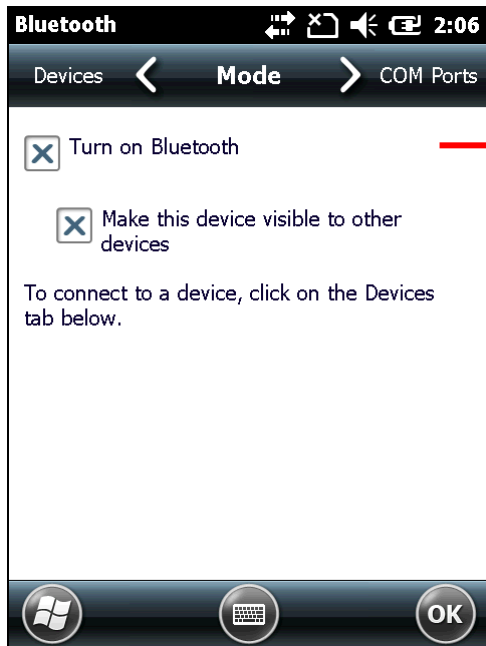 Bluetooth 2:06
Devices Mode COM Ports
Turn on Bluetooth
Make this device visible to other
devices
To connect to a device, click on the Devices
tab below.
OK